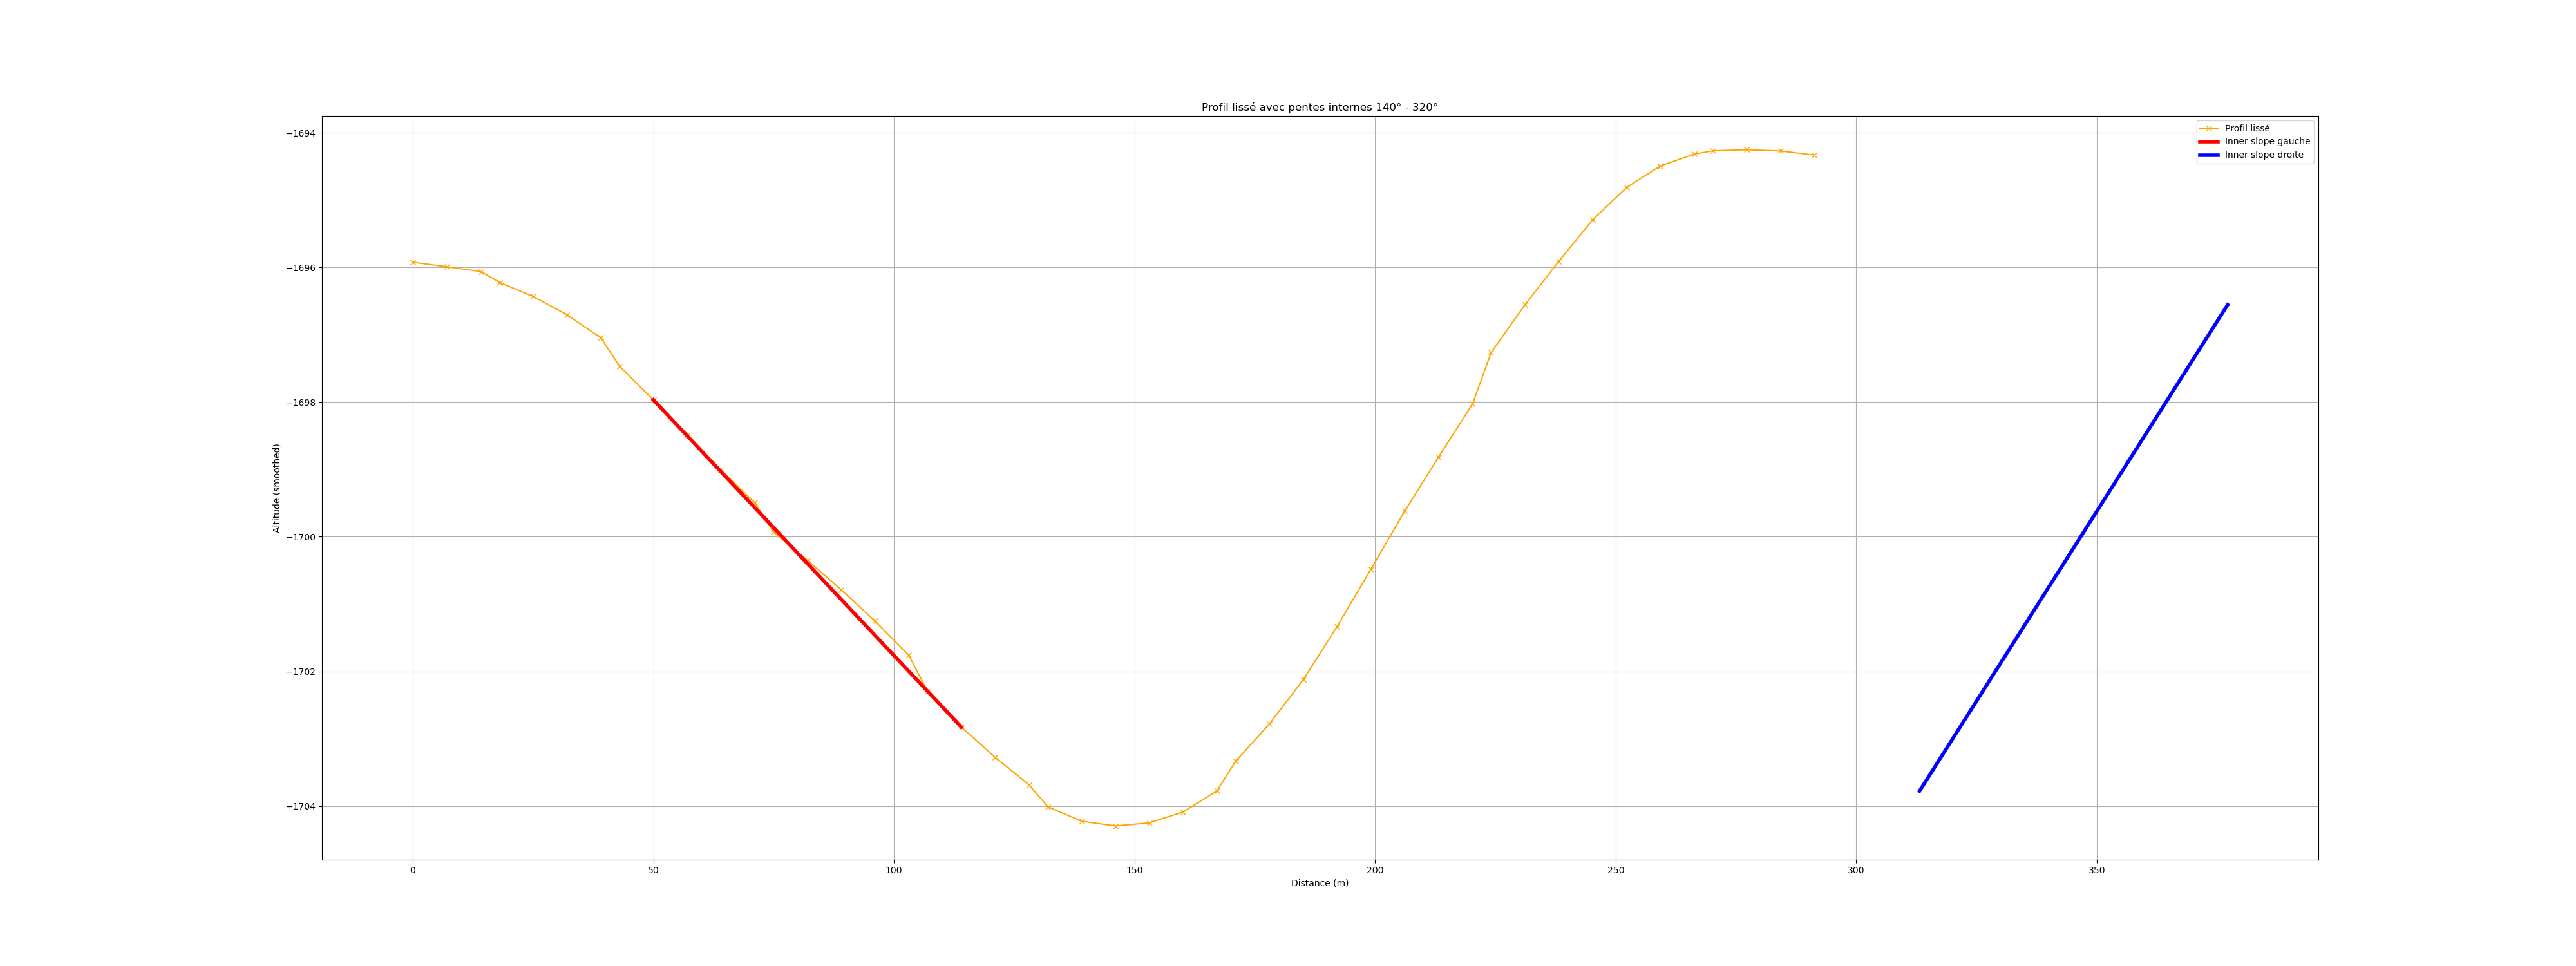 Profil lissé avec pentes internes 140° - 320°
Profil lissé
Inner slope gauche
Inner slope droite
Altitude (smoothed)
−1694
−1696
−1698
−1700
−1702
−1704
0 50 100 150 200 250 300 350
Distance (m)